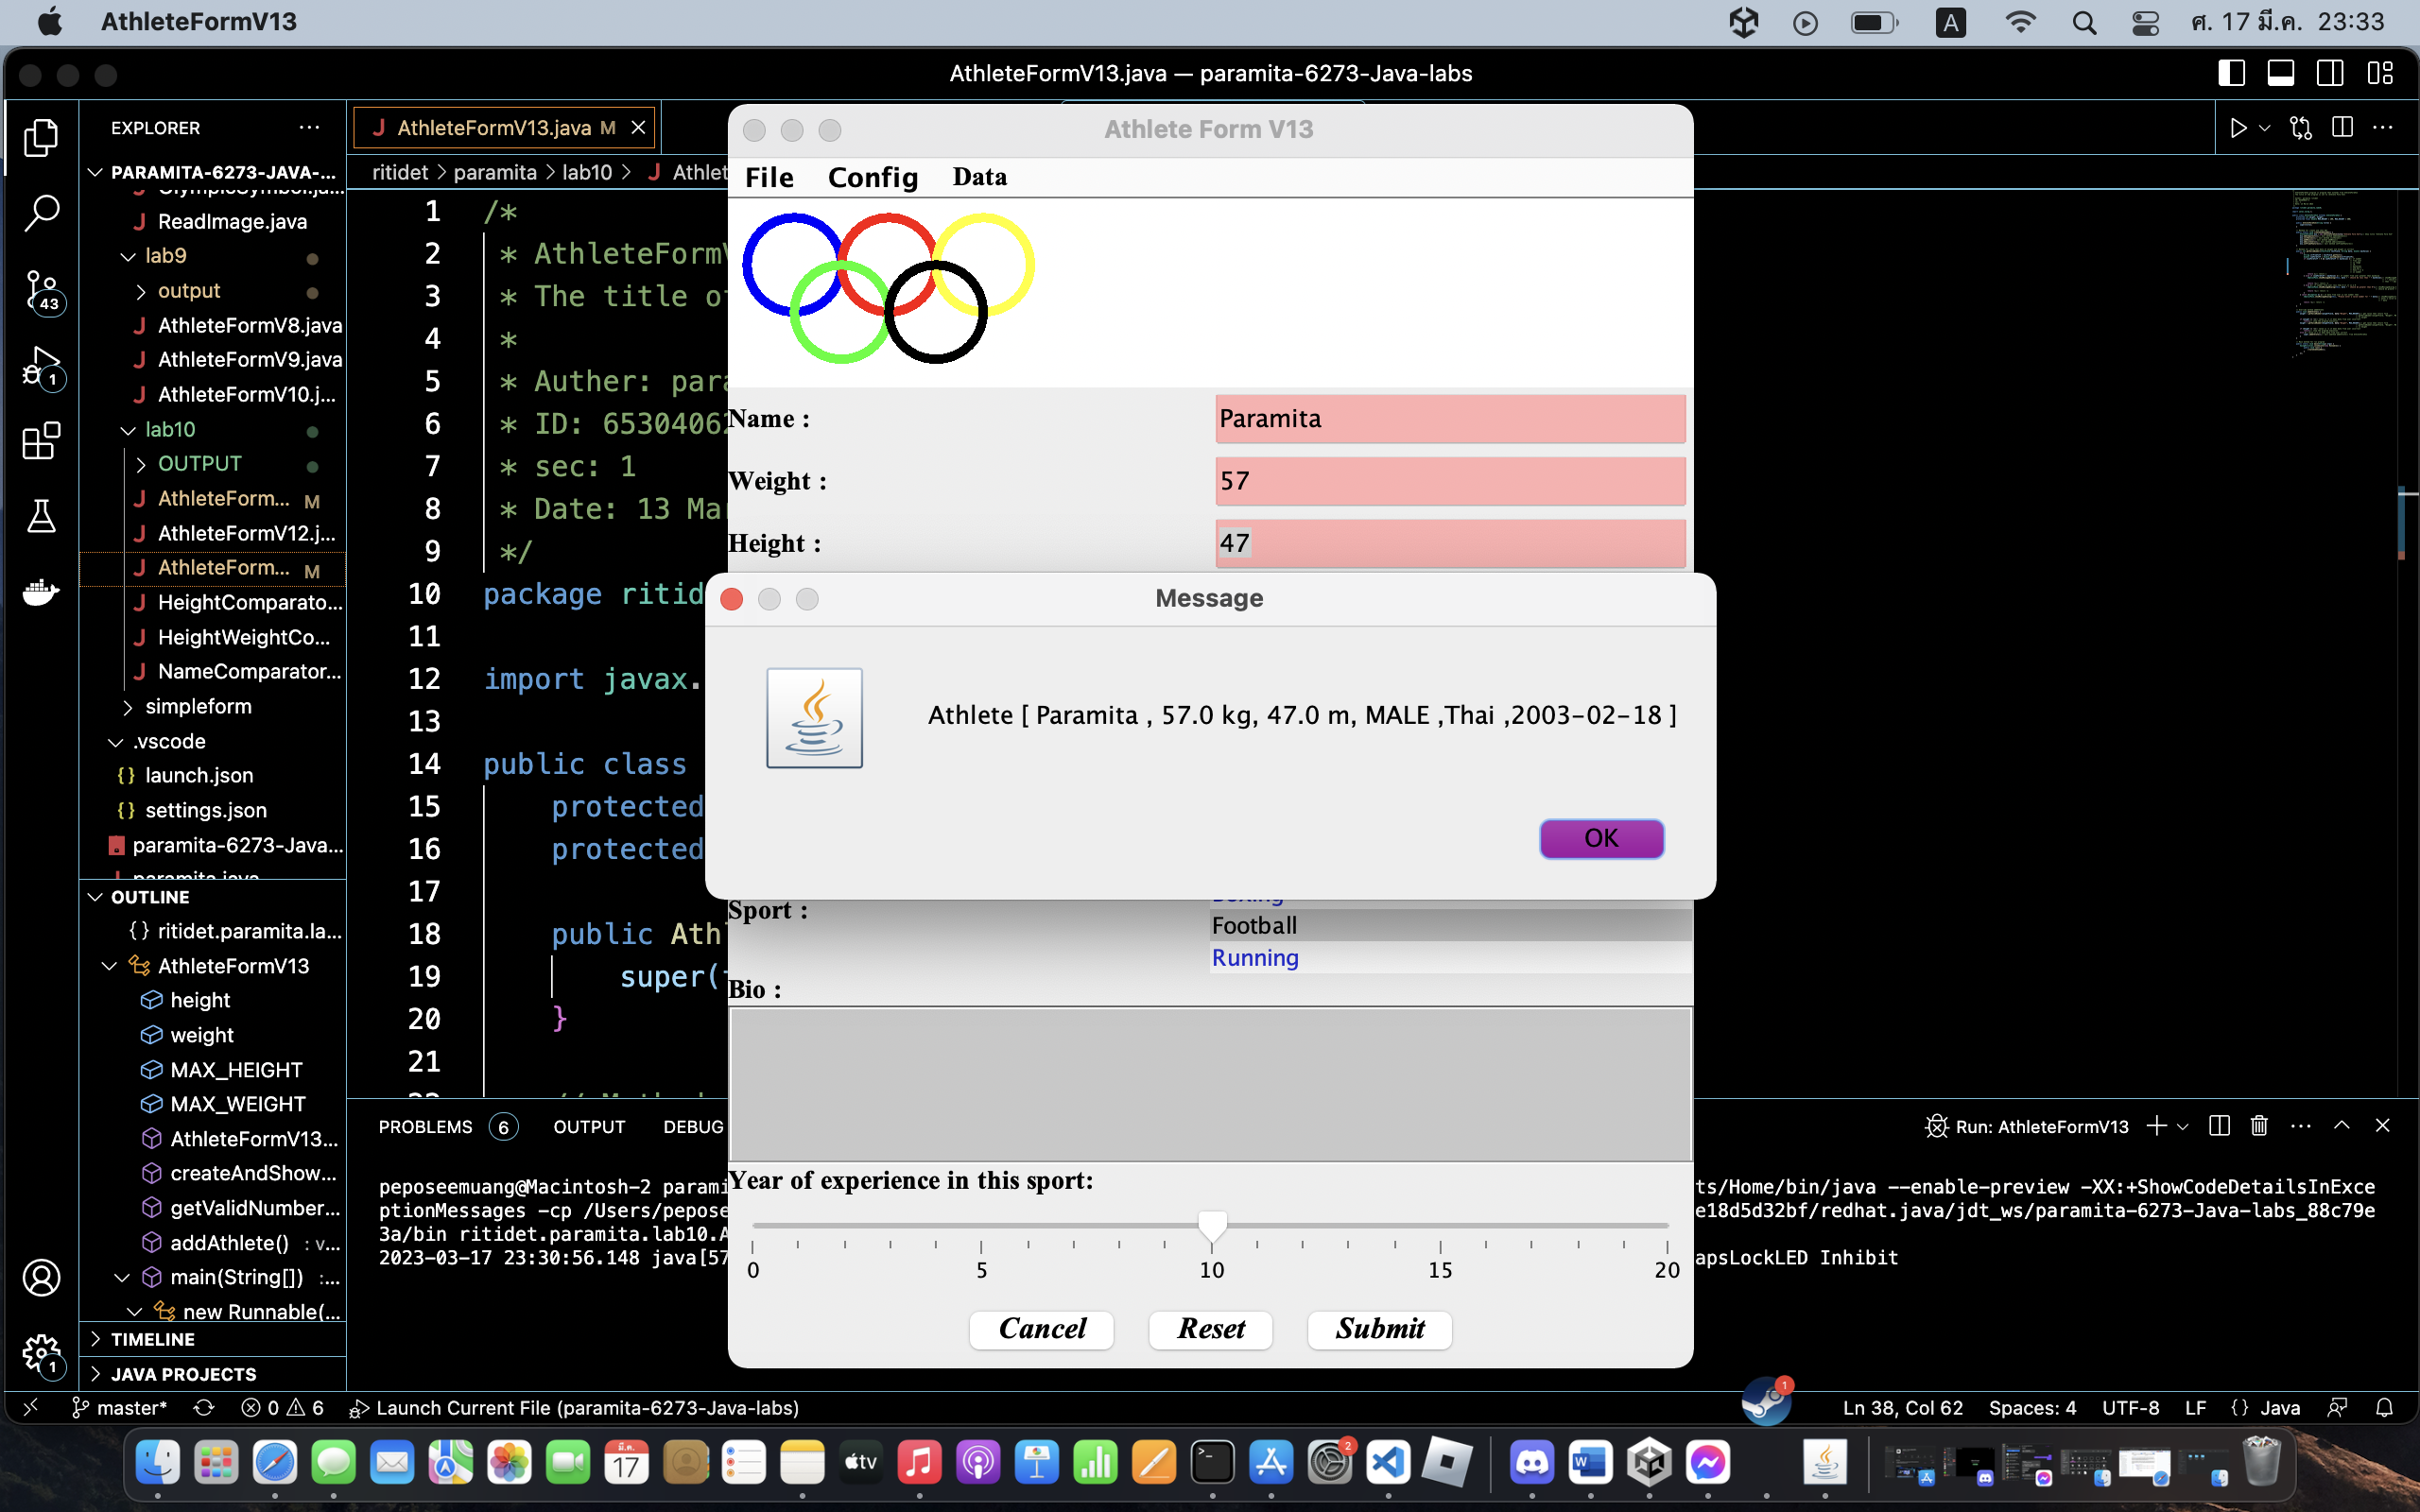 AthleteFormV13
A
ศ. 17 มี.ค. 23:33
AthleteFormV13.java — paramita-6273-Java-labs
EXPLORER
PARAMITA-6273-JAVA-...
ReadImage.java
lab9
output
AthleteFormV8.java
AthleteFormV9.java
AthleteFormV10.j...
lab10
OUTPUT
AthleteForm... M
AthleteFormV12.j...
AthleteForm... M
HeightComparato...
HeightWeightCo...
NameComparator...
simpleform
.vscode
launch.json
settings.json
paramita-6273-Java...
43
1
OUTLINE
ritidet.paramita.la...
AthleteFormV13
height
weight
MAX_HEIGHT
MAX_WEIGHT
AthleteFormV13...
createAndShow...
getValidNumber...
addAthlete() : v...
main(String[]) :...
new Runnable(...
TIMELINE
JAVA PROJECTS
1
AthleteFormV13.java M
ritidet > paramita > lab10 > J Athlet
1 /*
2 * AthleteFormV
3 * The title of
4 *
5 * Auther: para
6 * ID: 65304062
7 * sec: 1
8 * Date: 13 Mar
9 */
10 package ritid
11
12 import javax.
13
14 public class
15 protected
16 protected
17
18 public Ath
19 super(
20 }
21
Athlete Form V13
File Config Data
Name : Paramita
Weight : 57
Height : 47
Message
Athlete [ Paramita , 57.0 kg, 47.0 m, MALE ,Thai ,2003-02-18 ]
OK
Sport :
Football
Running
Bio :
Year of experience in this sport:
0 5 10 15 20
Cancel Reset Submit
PROBLEMS 6 OUTPUT DEBUG
Run: AthleteFormV13
peposeemuang@Macintosh-2 parami
ts/Home/bin/java --enable-preview -XX:+ShowCodeDetailsInExce
ptionMessages -cp /Users/pepose
e18d5d32bf/redhat.java/jdt_ws/paramita-6273-Java-labs_88c79e
3a/bin ritidet.paramita.lab10.A
2023-03-17 23:30:56.148 java[57
apsLockLED Inhibit
master* 0 6 Launch Current File (paramita-6273-Java-labs)
1
Ln 38, Col 62 Spaces: 4 UTF-8 LF {} Java
มี.ค.
17
tv
2